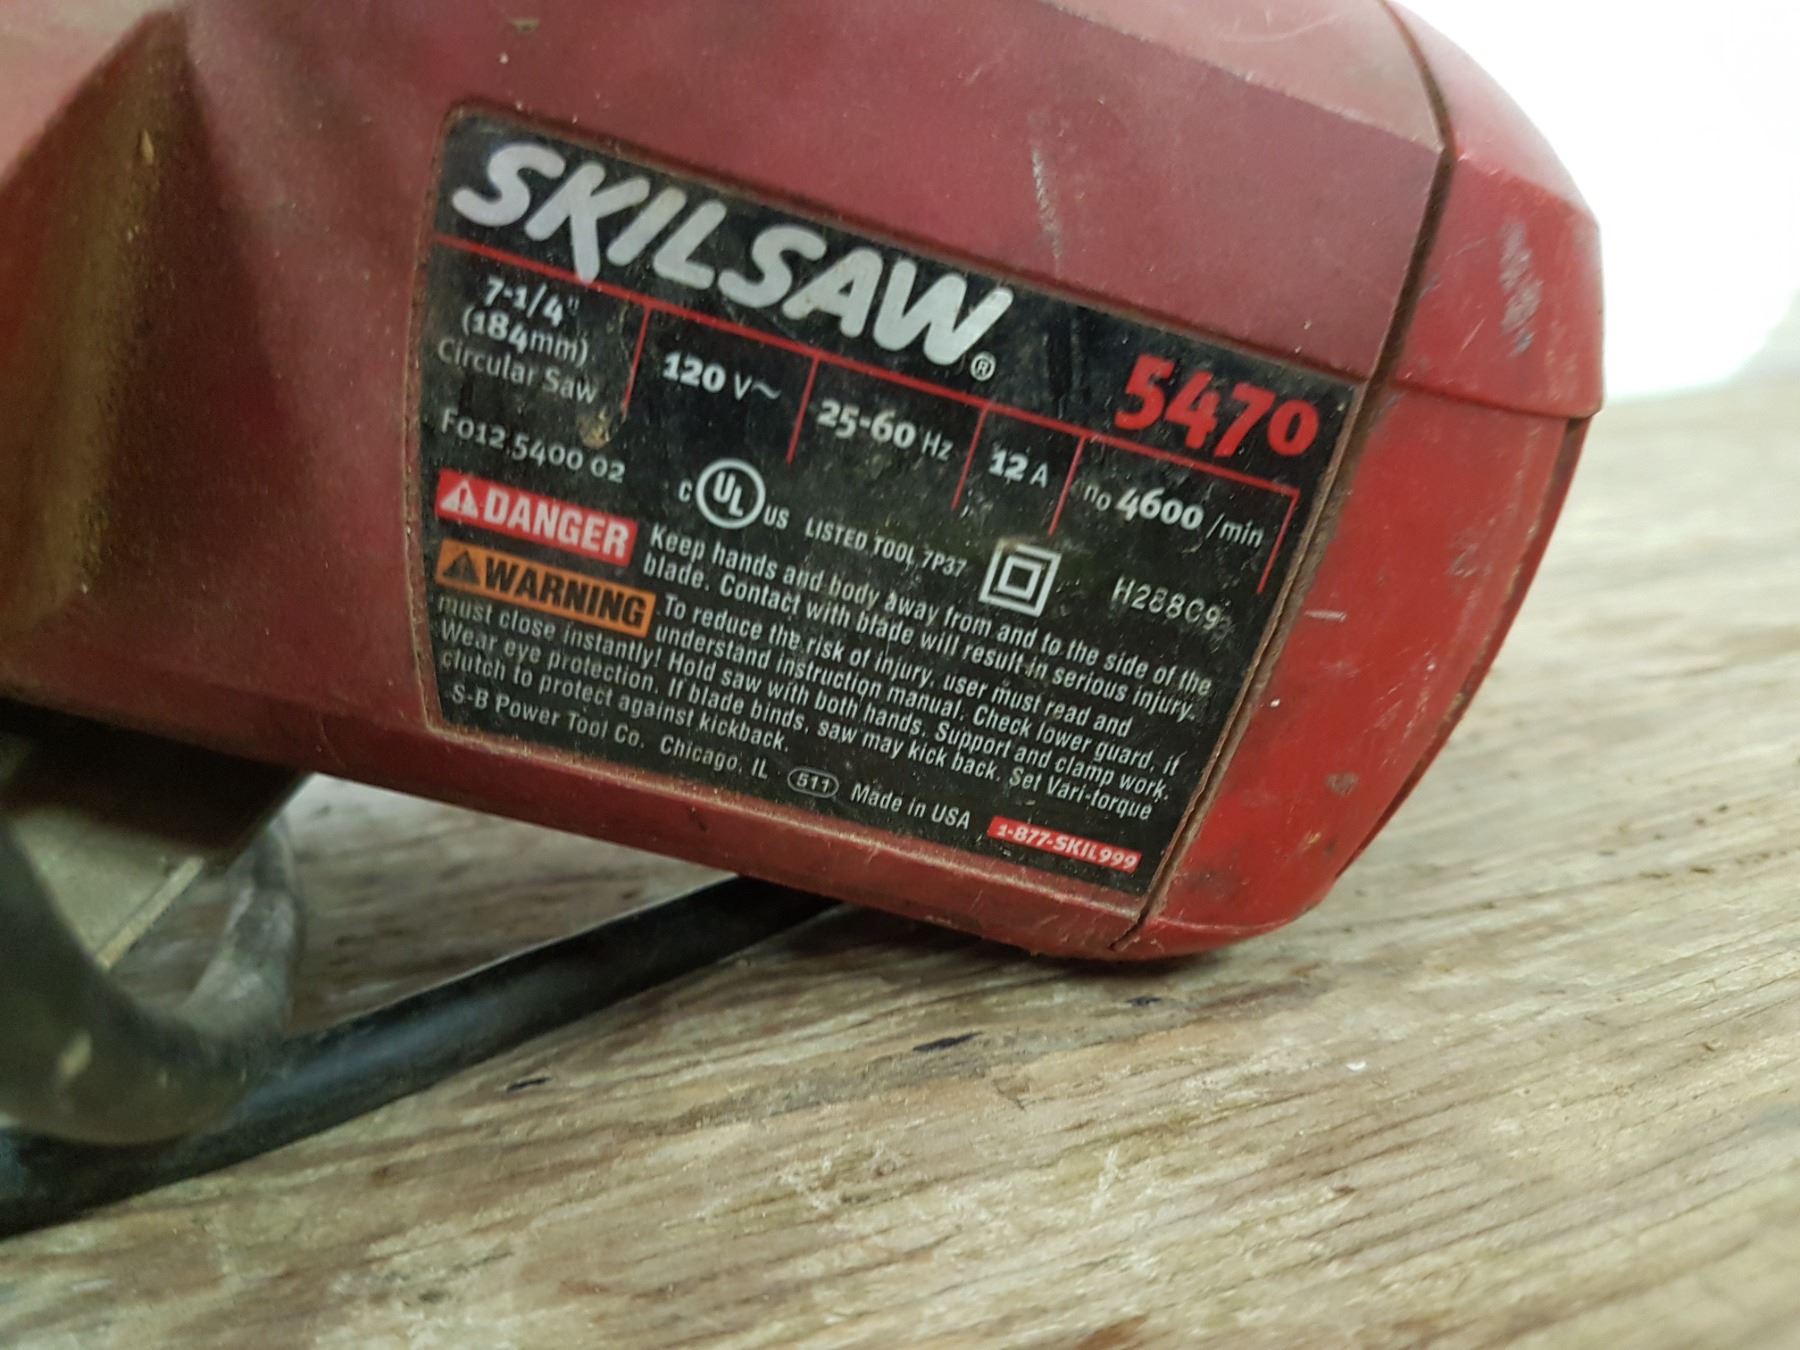 SKILSAW®
5470
7-1/4"
(184mm)
Circular Saw
120 V~
25-60 Hz
12 A
no 4600 /min
F012.5400 02
C UL US LISTED TOOL 7P37
H288C9
DANGER Keep hands and body away from and to the side of the
blade. Contact with blade will result in serious injury.
WARNING To reduce the risk of injury, user must read and
understand instruction manual. Check lower guard, it
must close instantly! Hold saw with both hands. Support and clamp work.
Wear eye protection. If blade binds, saw may kick back. Set Vari-torque
clutch to protect against kickback.
S-B Power Tool Co. Chicago, IL 511 Made in USA 1-877-SKIL999